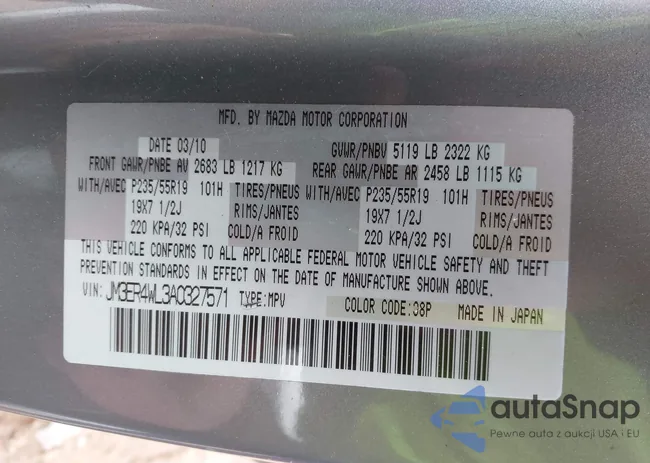 MFD. BY MAZDA MOTOR CORPORATION
DATE 03/10 GVWR/PNBV 5119 LB 2322 KG
FRONT GAWR/PNBE AV 2683 LB 1217 KG REAR GAWR/PNBE AR 2458 LB 1115 KG
WITH/AVEC P235/55R19 101H TIRES/PNEUS WITH/AVEC P235/55R19 101H TIRES/PNEUS
19X7 1/2J RIMS/JANTES 19X7 1/2J RIMS/JANTES
220 KPA/32 PSI COLD/A FROID 220 KPA/32 PSI COLD/A FROID
THIS VEHICLE CONFORMS TO ALL APPLICABLE FEDERAL MOTOR VEHICLE SAFETY AND THEFT
PREVENTION STANDARDS IN EFFECT ON THE DATE OF MANUFACTURE SHOWN ABOVE.
VIN: JM3ER4WL3A0327571 TYPE:MPV COLOR CODE:38P MADE IN JAPAN
autoSnap
Pewne auta z aukcji USA i EU